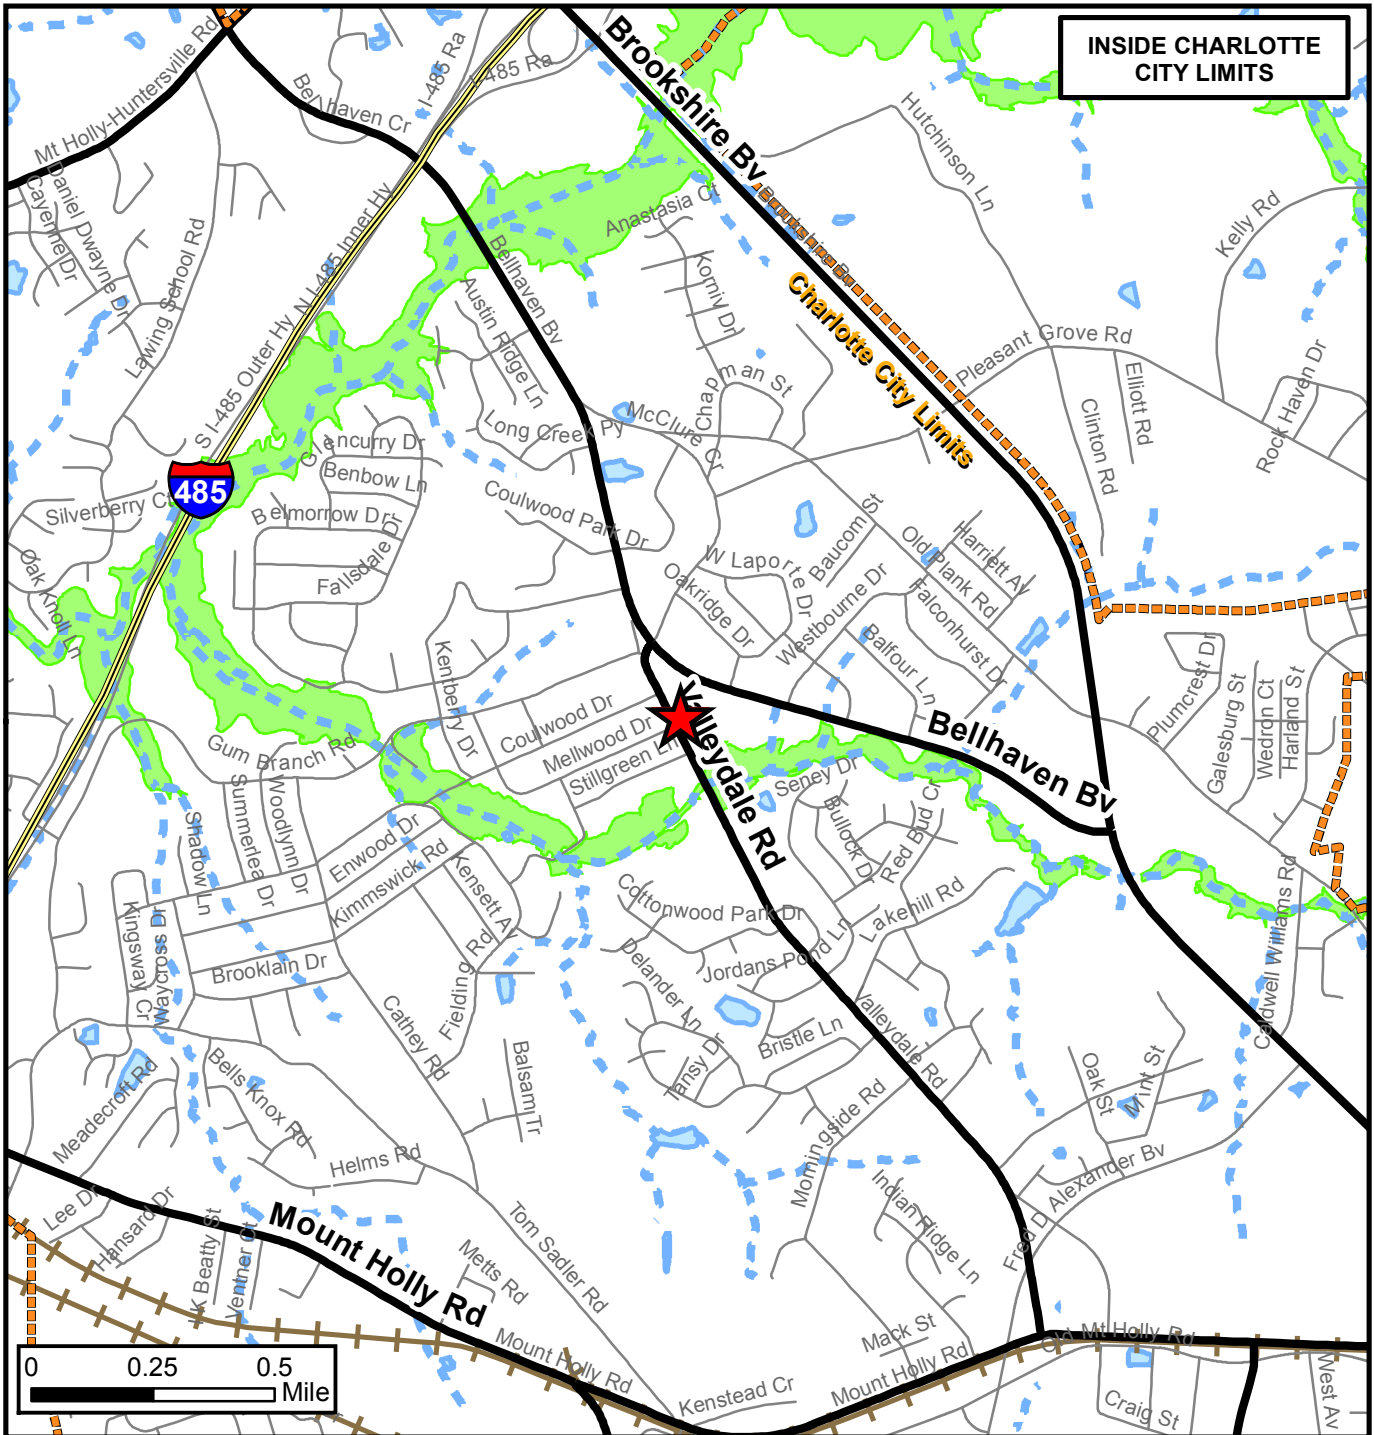 INSIDE CHARLOTTE
CITY LIMITS
Mt Holly-Huntersville Rd
Belhaven Cr
I-485 Ra
I-485 Ra
Brookshire Bv
Hutchinson Ln
Kelly Rd
Daniel Dwayne Dr
Cayenne Dr
Lawing School Rd
S I-485 Outer Hy
N I-485 Inner Hy
Anastasia Ct
Brookshire Bv
Bellhaven Bv
Austin Ridge Ln
Komiv Dr
Charlotte City Limits
Pleasant Grove Rd
Elliott Rd
Clinton Rd
Rock Haven Dr
Chapman St
McClure Cr
Long Creek Py
Glencurry Dr
Benbow Ln
485
Silverberry Ct
Belmorrow Dr
Fallsdale Dr
Coulwood Park Dr
Oak Knoll Ln
W Laporte Dr
Baucom St
Oakridge Dr
Old Plank Rd
Harriett Av
Westbourne Dr
Falconhurst Dr
Balfour Ln
Kentberry Dr
Coulwood Dr
Mellwood Dr
Stillgreen Ln
Valleydale Rd
Bellhaven Bv
Plumcrest Dr
Galesburg St
Wedron Ct
Harland St
Gum Branch Rd
Seney Dr
Bullock Dr
Red Bud Cr
Summerlea Dr
Woodlynn Dr
Shadow Ln
Enwood Dr
Kimmswick Rd
Kensett Av
Cottonwood Park Dr
Lakehill Rd
Jordans Pond Ln
Caldwell Williams Rd
Kingsway Cr
Waycross Dr
Brooklain Dr
Fielding Rd
Delander Ln
Cathey Rd
Bristle Ln
Valleydale Rd
Tansy Dr
Balsam Tr
Oak St
Mint St
Meadecroft Rd
Bells Knox Rd
Helms Rd
Morningside Rd
Indian Ridge Ln
Fred D Alexander Bv
Lee Dr
Hansard Dr
Mount Holly Rd
Tom Sadler Rd
Metts Rd
Ventner Ct
Mount Holly Rd
Mack St
Mount Holly Rd
Old Mt Holly Rd
Kenstead Cr
Craig St
West Av
0 0.25 0.5
Mile